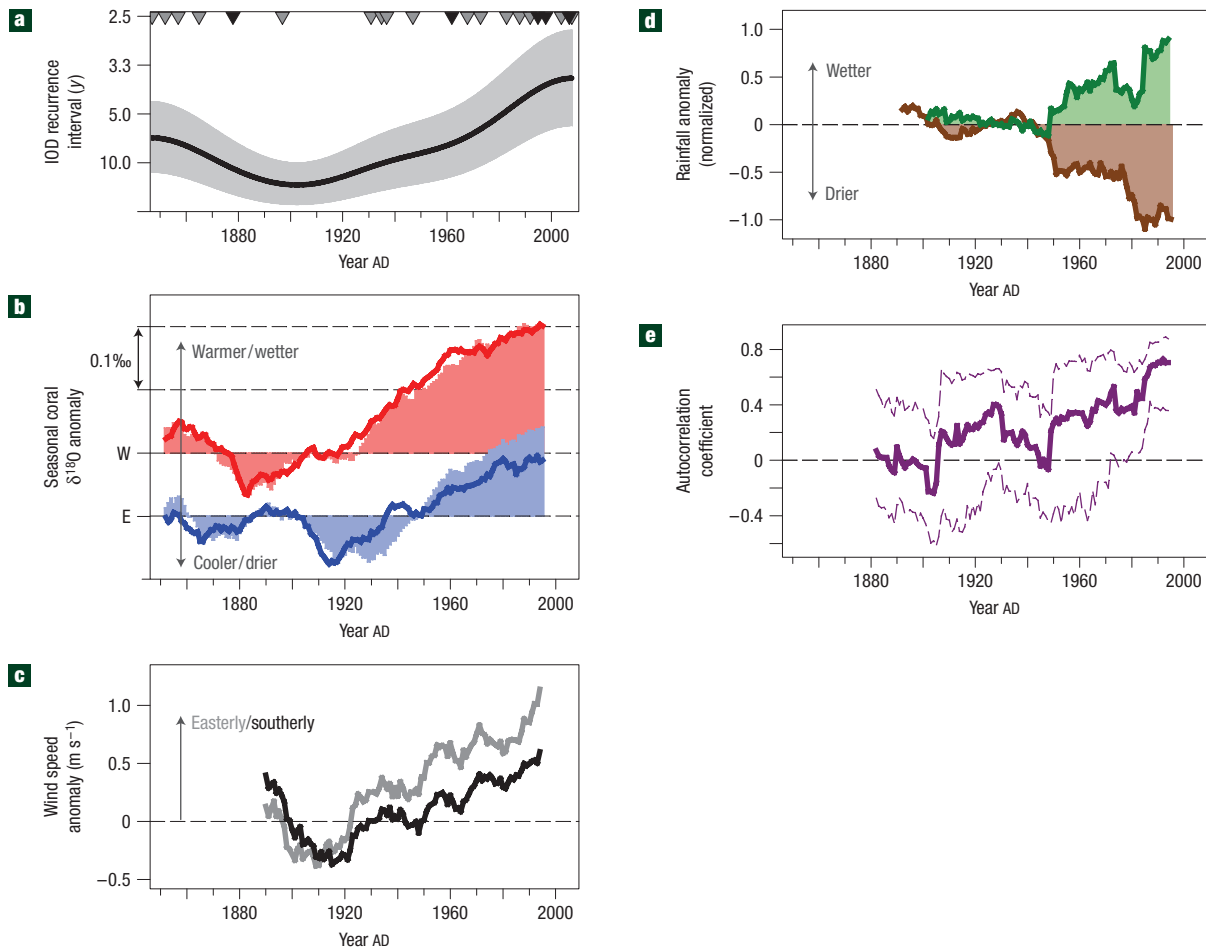 a
2.5
3.3
5.0
10.0
IOD recurrence
interval (y)
1880
1920
1960
2000
Year AD
b
0.1‰
Warmer/wetter
W
E
Cooler/drier
Seasonal coral
δ18O anomaly
1880
1920
1960
2000
Year AD
c
1.0
0.5
0
−0.5
Easterly/southerly
Wind speed
anomaly (m s−1)
1880
1920
1960
2000
Year AD
d
1.0
0.5
0
−0.5
−1.0
Wetter
Drier
Rainfall anomaly
(normalized)
1880
1920
1960
2000
Year AD
e
0.8
0.4
0
−0.4
Autocorrelation
coefficient
1880
1920
1960
2000
Year AD